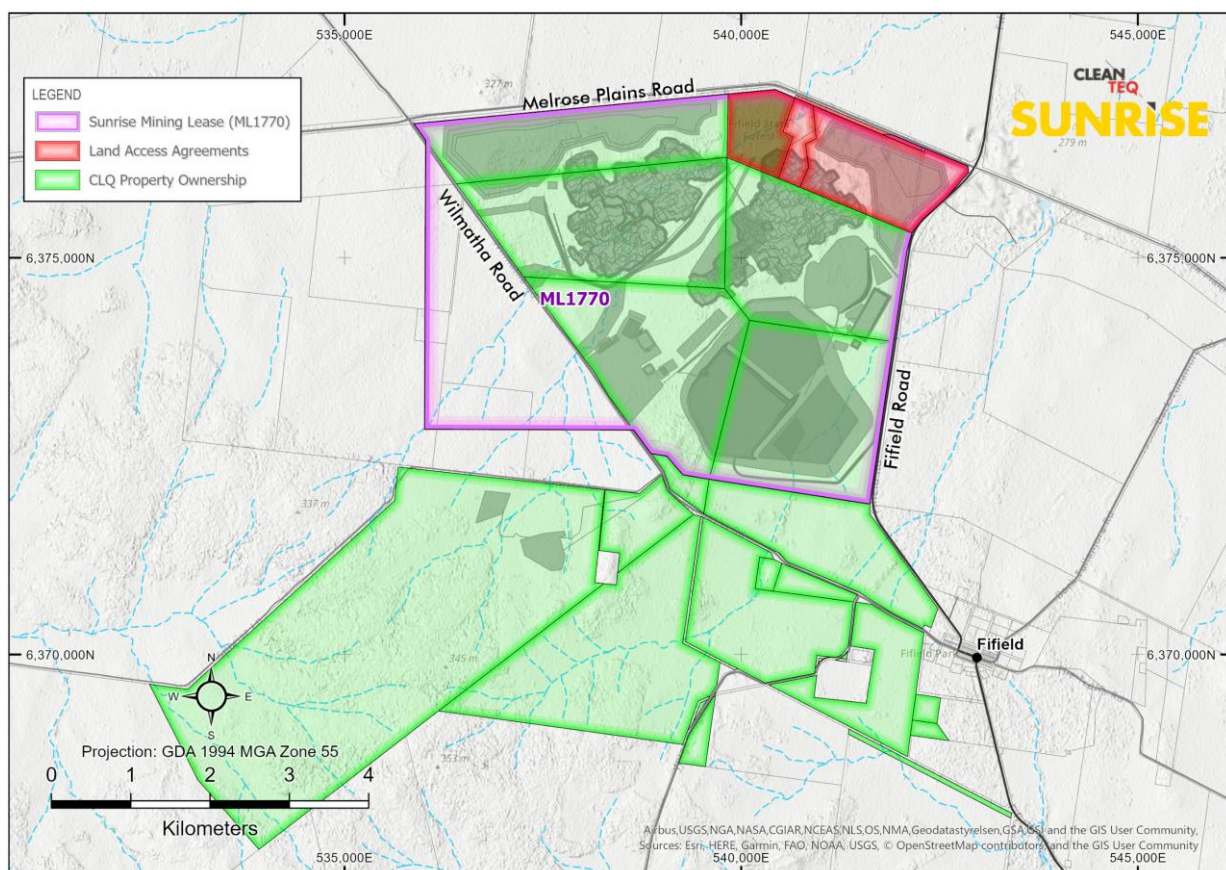 535,000E
540,000E
545,000E
LEGEND
Sunrise Mining Lease (ML1770)
Land Access Agreements
CLQ Property Ownership
327 m
Melrose Plains Road
CLEAN
TEQ
SUNRISE
279 m
Fifield State
Forest
6,375,000N
6,375,000N
Wilmatha Road
ML1770
Fifield Road
337 m
6,370,000N
6,370,000N
345 m
353 m
Fifield
N
W
E
S
Projection: GDA 1994 MGA Zone 55
0 1 2 3 4
Kilometers
Airbus,USGS,NGA,NASA,CGIAR,NCEAS,NLS,OS,NMA,Geodatastyrelsen,GSA,GSI and the GIS User Community,
Sources: Esri, HERE, Garmin, FAO, NOAA, USGS, © OpenStreetMap contributors, and the GIS User Community
535,000E
540,000E
545,000E